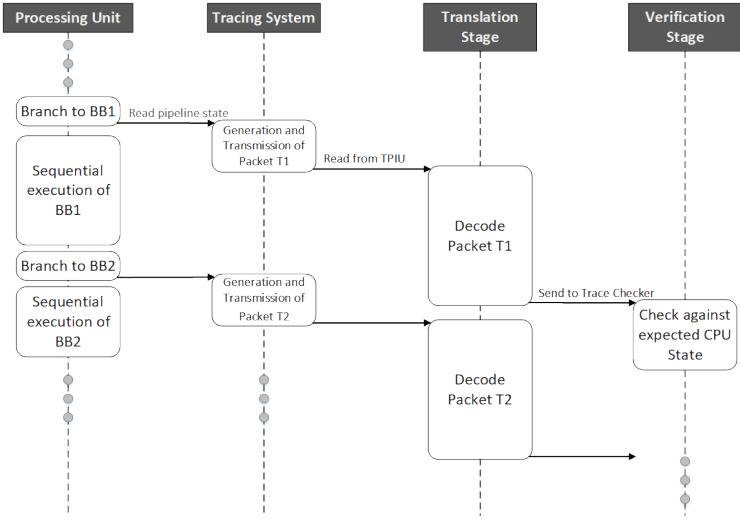 Processing Unit
Tracing System
Translation
Stage
Verification
Stage
Branch to BB1
Read pipeline state
Generation and
Transmission of
Packet T1
Read from TPIU
Sequential
execution of
BB1
Decode
Packet T1
Branch to BB2
Generation and
Transmission of
Packet T2
Send to Trace Checker
Sequential
execution of
BB2
Check against
expected CPU
State
Decode
Packet T2